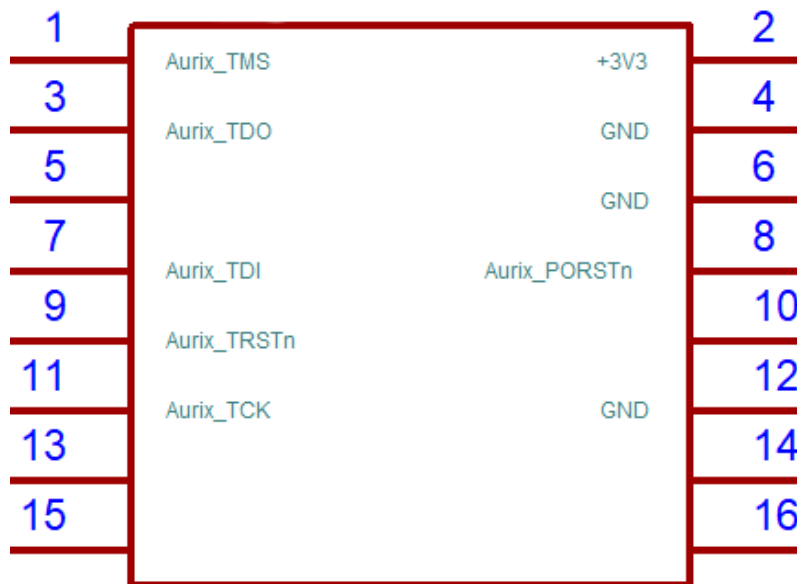 1 2
Aurix_TMS +3V3
3 4
Aurix_TDO GND
5 6
GND
7 8
Aurix_TDI Aurix_PORSTn
9 10
Aurix_TRSTn
11 12
Aurix_TCK GND
13 14
15 16